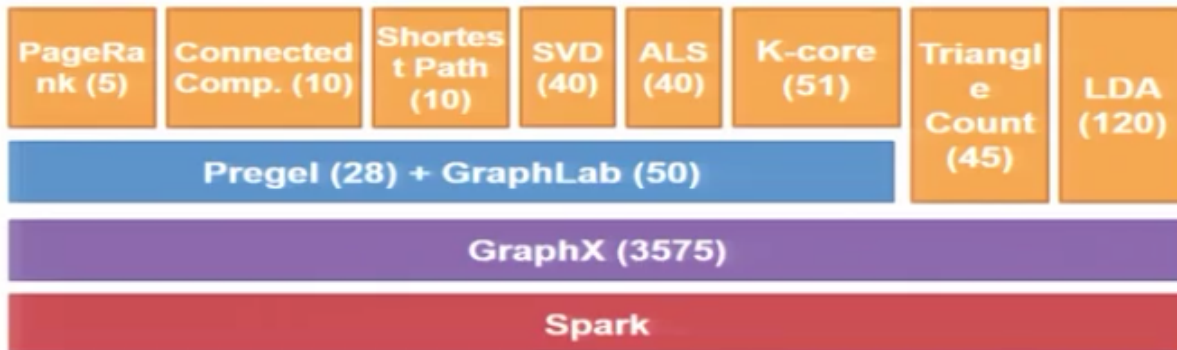 PageRa
nk (5)
Connected
Comp. (10)
Shortes
t Path
(10)
SVD
(40)
ALS
(40)
K-core
(51)
Triangl
e
Count
(45)
LDA
(120)
Pregel (28) + GraphLab (50)
GraphX (3575)
Spark